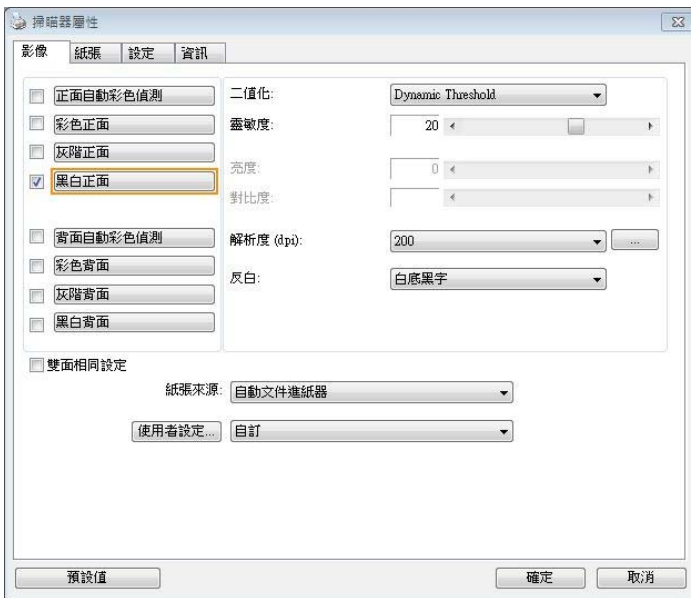 掃瞄器屬性
影像 紙張 設定 資訊
正面自動彩色偵測
彩色正面
灰階正面
黑白正面
背面自動彩色偵測
彩色背面
灰階背面
黑白背面
二值化: Dynamic Threshold
靈敏度: 20
亮度: 0
對比度:
解析度 (dpi): 200 ...
反白: 白底黑字
雙面相同設定
紙張來源: 自動文件進紙器
使用者設定... 自訂
預設值 確定 取消